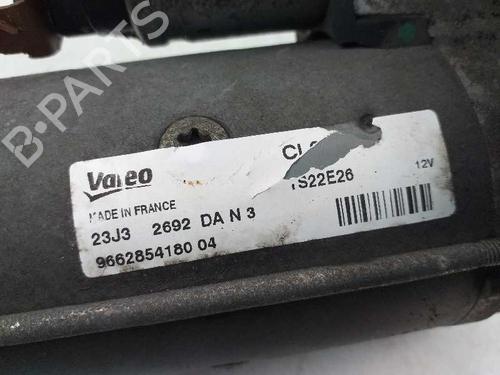 B-PARTS
Valeo
12V
TS22E26
MADE IN FRANCE
23J3 2692 DA N 3
9662854180 04